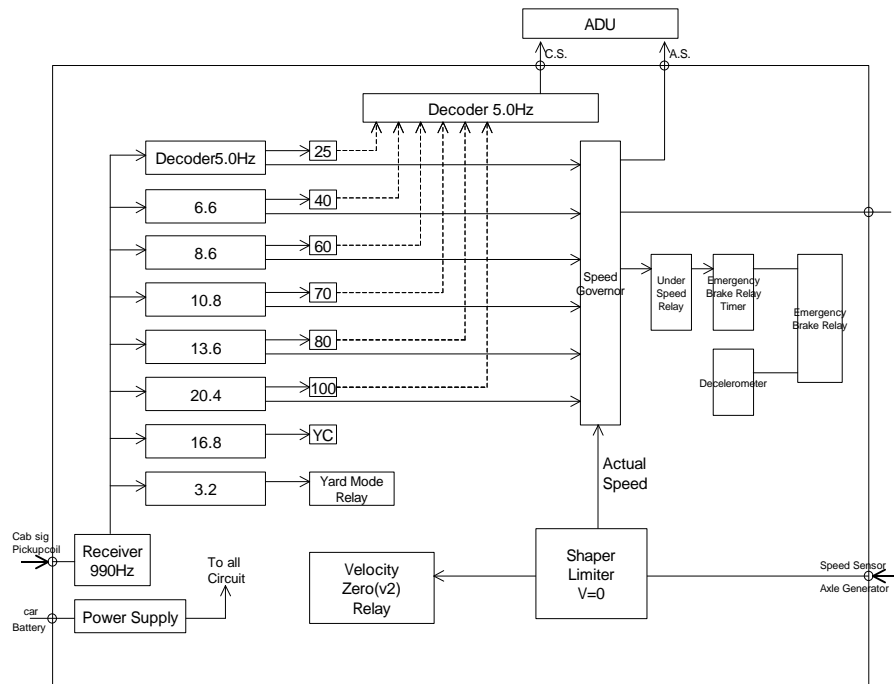 ADU
C.S.
A.S.
Decoder 5.0Hz
Decoder5.0Hz
25
6.6
40
8.6
60
10.8
70
13.6
80
20.4
100
16.8
YC
3.2
Yard Mode
Relay
Speed
Governor
Under
Speed
Relay
Emergency
Brake Relay
Timer
Emergency
Brake Relay
Decelerometer
Actual
Speed
Cab sig
Pickupcoil
Receiver
990Hz
To all
Circuit
Velocity
Zero(v2)
Relay
Shaper
Limiter
V=0
Speed Sensor
Axle Generator
car
Battery
Power Supply